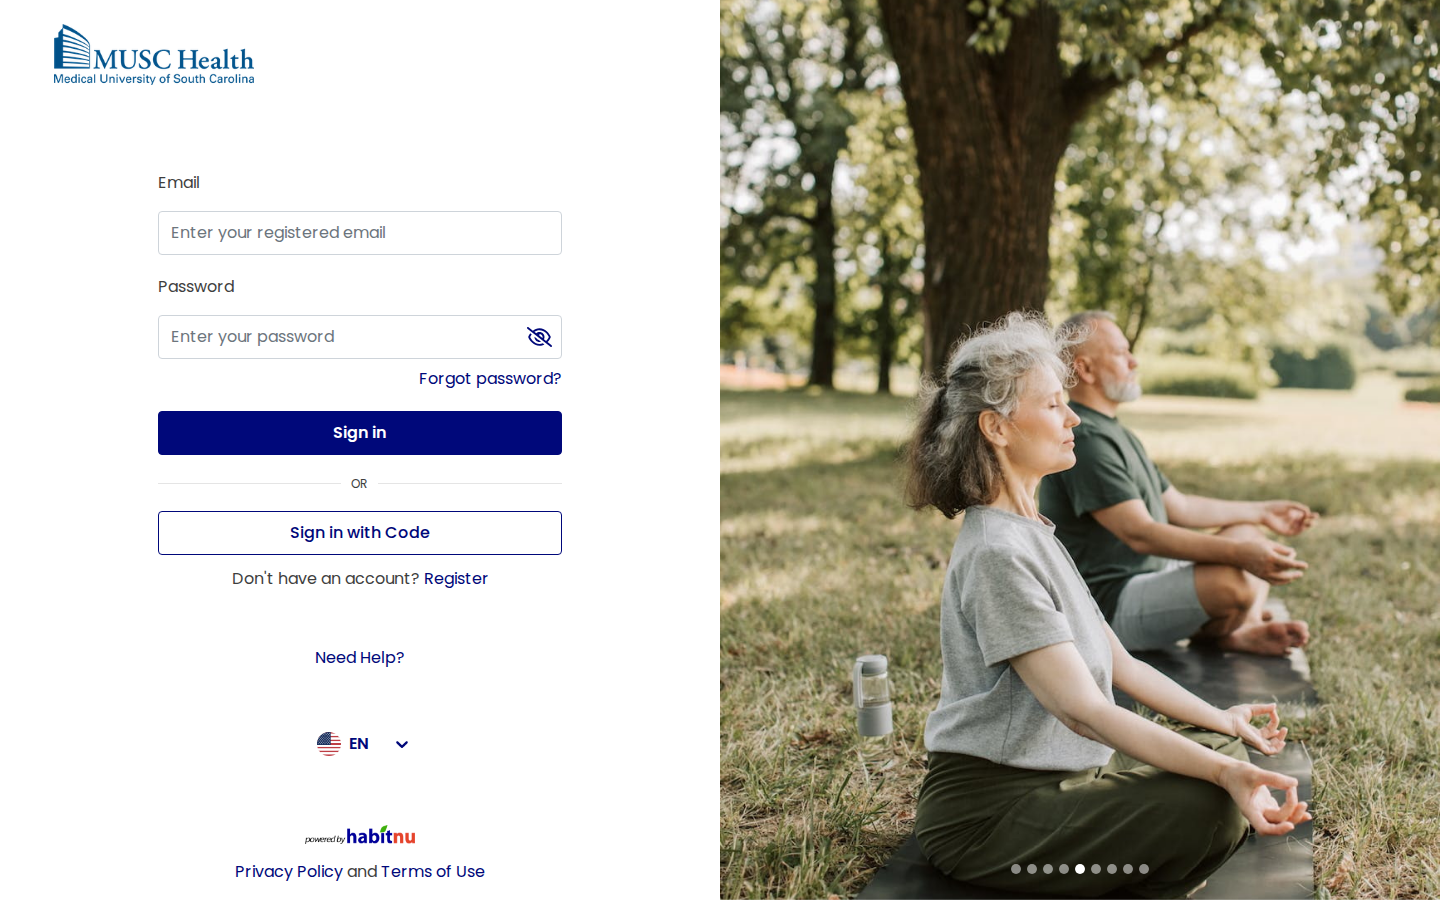 MUSC Health
Medical University of South Carolina
Email
Enter your registered email
Password
Enter your password
Forgot password?
Sign in
OR
Sign in with Code
Don't have an account? Register
Need Help?
EN
powered by habitnu
Privacy Policy and Terms of Use